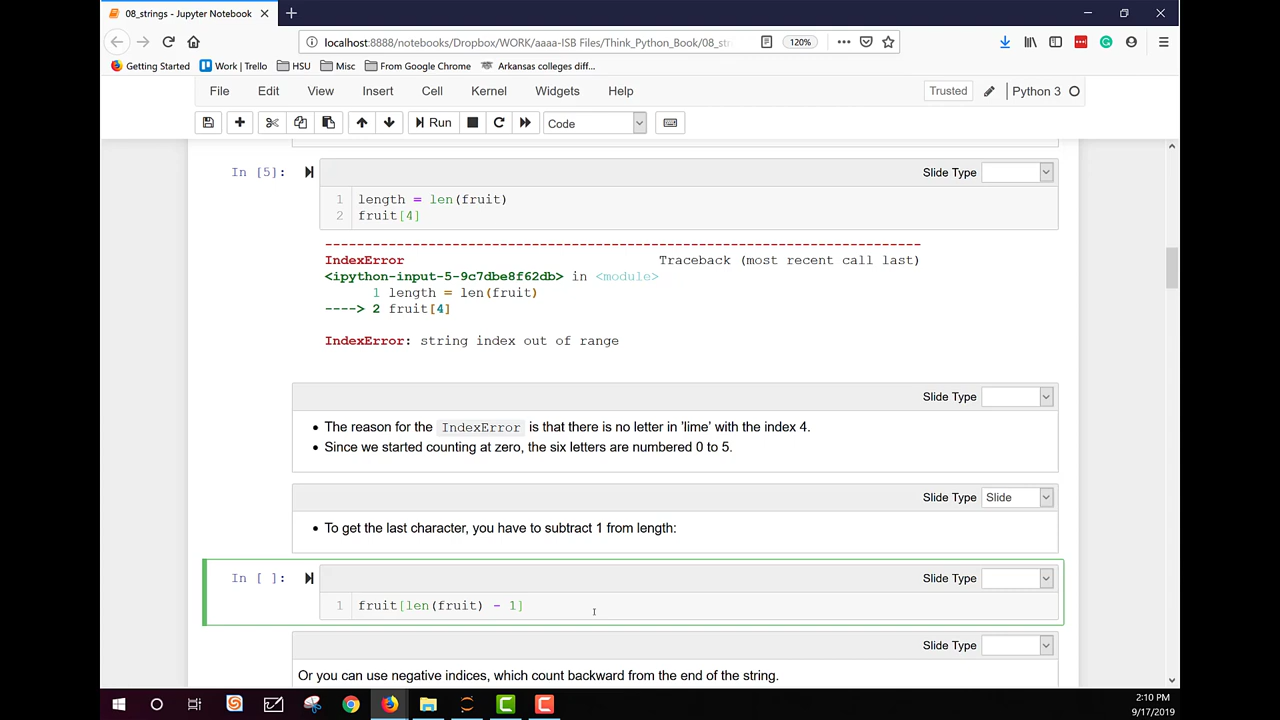 08_strings - Jupyter Notebook
localhost:8888/notebooks/Dropbox/WORK/aaaa-ISB Files/Think_Python_Book/08_str
120%
Getting Started
Work | Trello
HSU
Misc
From Google Chrome
Arkansas colleges diff...
File Edit View Insert Cell Kernel Widgets Help
Trusted
Python 3
Run
Code
In [5]:
Slide Type
1 length = len(fruit)
2 fruit[4]
---------------------------------------------------------------------------
IndexError Traceback (most recent call last)
<ipython-input-5-9c7dbe8f62db> in <module>
1 length = len(fruit)
----> 2 fruit[4]
IndexError: string index out of range
Slide Type
• The reason for the IndexError is that there is no letter in 'lime’ with the index 4.
• Since we started counting at zero, the six letters are numbered 0 to 5.
Slide Type Slide
• To get the last character, you have to subtract 1 from length:
In [ ]:
Slide Type
1 fruit[len(fruit) - 1]
Slide Type
Or you can use negative indices, which count backward from the end of the string.
2:10 PM
9/17/2019